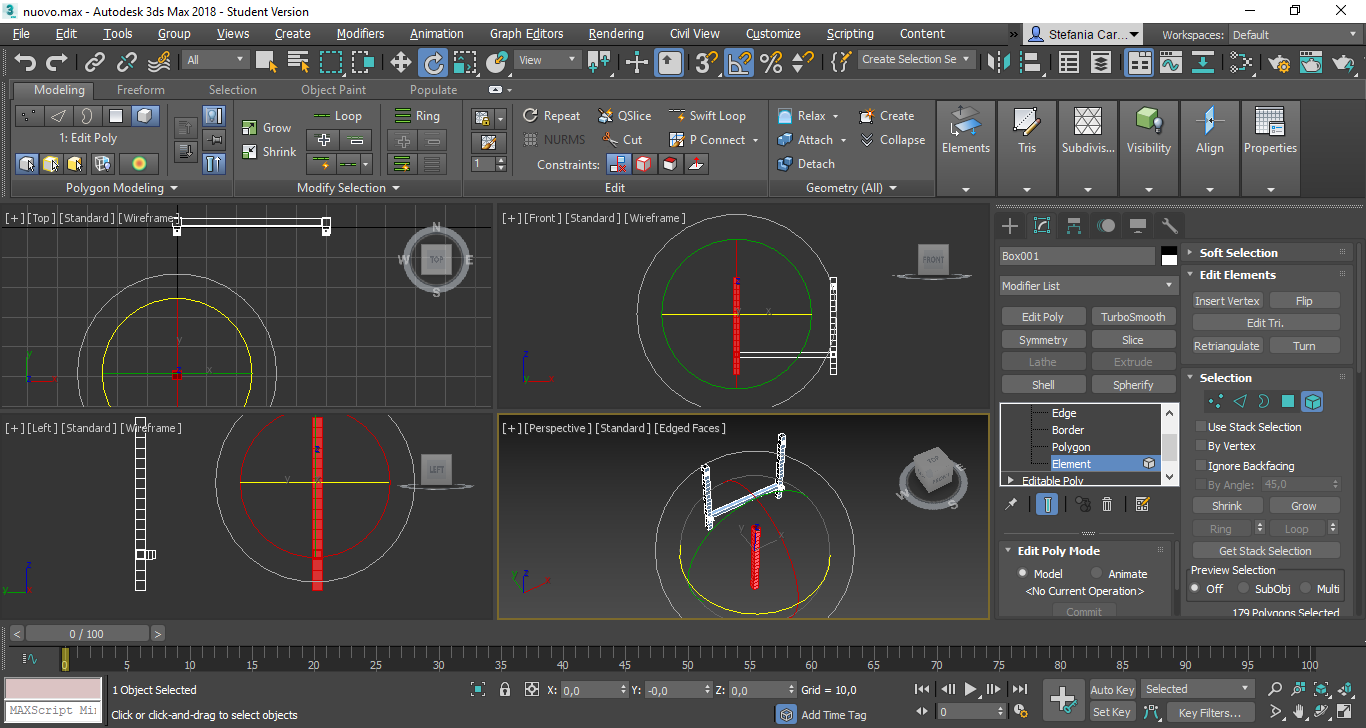 3 nuovo.max - Autodesk 3ds Max 2018 - Student Version
File Edit Tools Group Views Create Modifiers Animation Graph Editors Rendering Civil View Customize Scripting Content » Stefania Car... Workspaces: Default
All View 3 Create Selection Se
Modeling Freeform Selection Object Paint Populate
1: Edit Poly
Grow
Shrink
Loop
Ring
1
Repeat QSlice Swift Loop
NURMS Cut P Connect
Constraints:
Relax Create
Attach Collapse
Detach
Elements Tris Subdivis... Visibility Align Properties
Polygon Modeling Modify Selection Edit Geometry (All)
[+] [Top] [Standard] [Wireframe]
N
W TOP E
S
y
x
z
[+] [Front] [Standard] [Wireframe]
FRONT
z
x
y
[+] [Left] [Standard] [Wireframe]
LEFT
z
y
x
[+] [Perspective] [Standard] [Edged Faces]
TOP
FRONT
W
E
S
z
y
x
Box001
Modifier List
Edit Poly TurboSmooth
Symmetry Slice
Lathe Extrude
Shell Spherify
Edge
Border
Polygon
Element
Editable Poly
Edit Poly Mode
Model Animate
<No Current Operation>
Commit
Soft Selection
Edit Elements
Insert Vertex Flip
Edit Tri.
Retriangulate Turn
Selection
Use Stack Selection
By Vertex
Ignore Backfacing
By Angle: 45,0
Shrink Grow
Ring Loop
Get Stack Selection
Preview Selection
Off SubObj Multi
179 Polygons Selected
< 0 / 100 >
0 5 10 15 20 25 30 35 40 45 50 55 60 65 70 75 80 85 90 95 100
MAXScript Mi
1 Object Selected
Click or click-and-drag to select objects
X: 0,0 Y: -0,0 Z: 0,0 Grid = 10,0
Add Time Tag
0
Auto Key Selected
Set Key Key Filters...